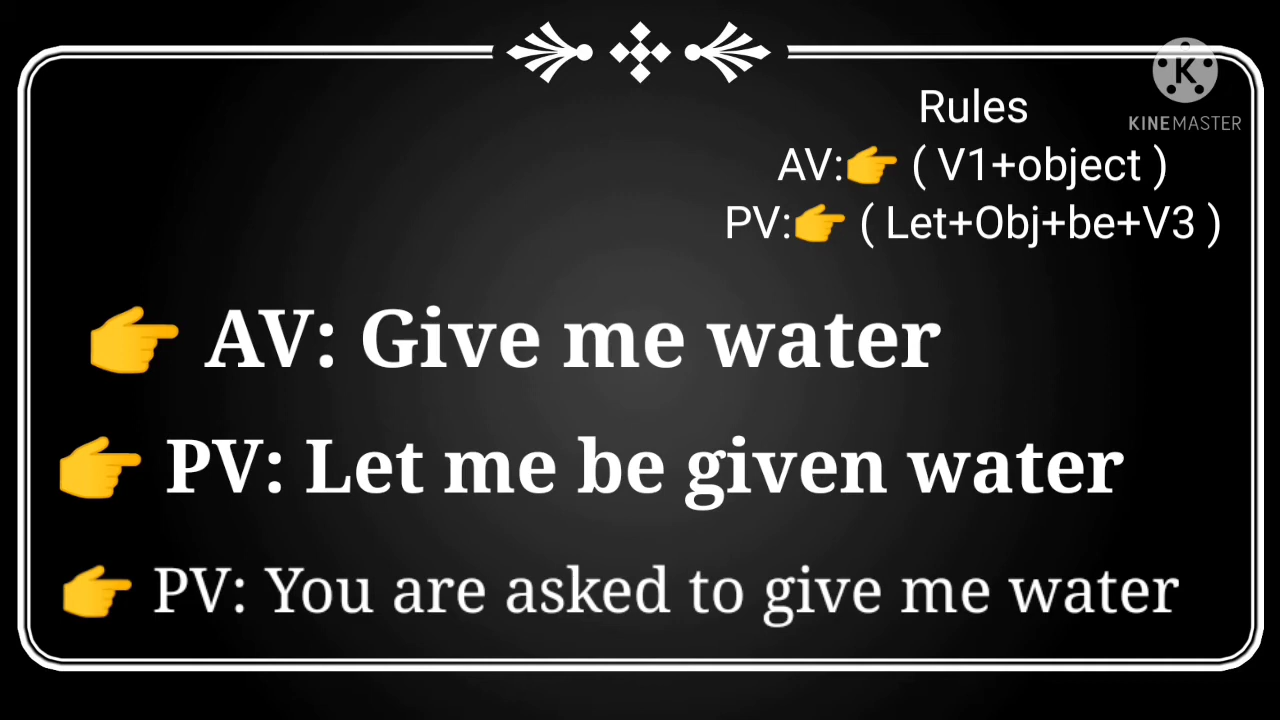 Rules
KINEMASTER
AV:👉 ( V1+object )
PV:👉 ( Let+Obj+be+V3 )
👉 AV: Give me water
👉 PV: Let me be given water
👉 PV: You are asked to give me water